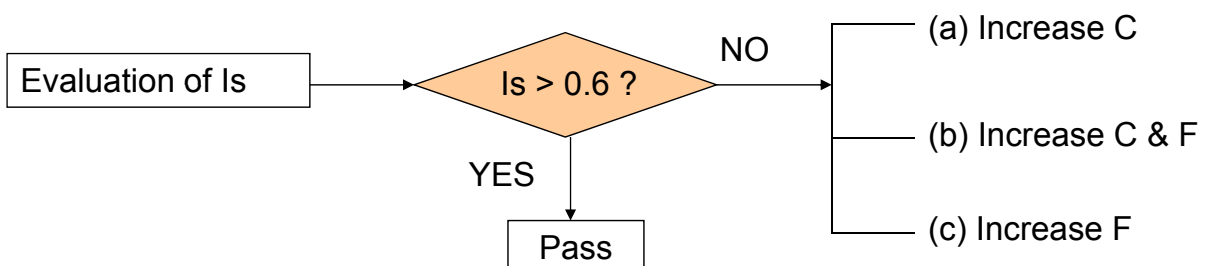 (a) Increase C
NO
Evaluation of Is
Is > 0.6 ?
(b) Increase C & F
YES
(c) Increase F
Pass